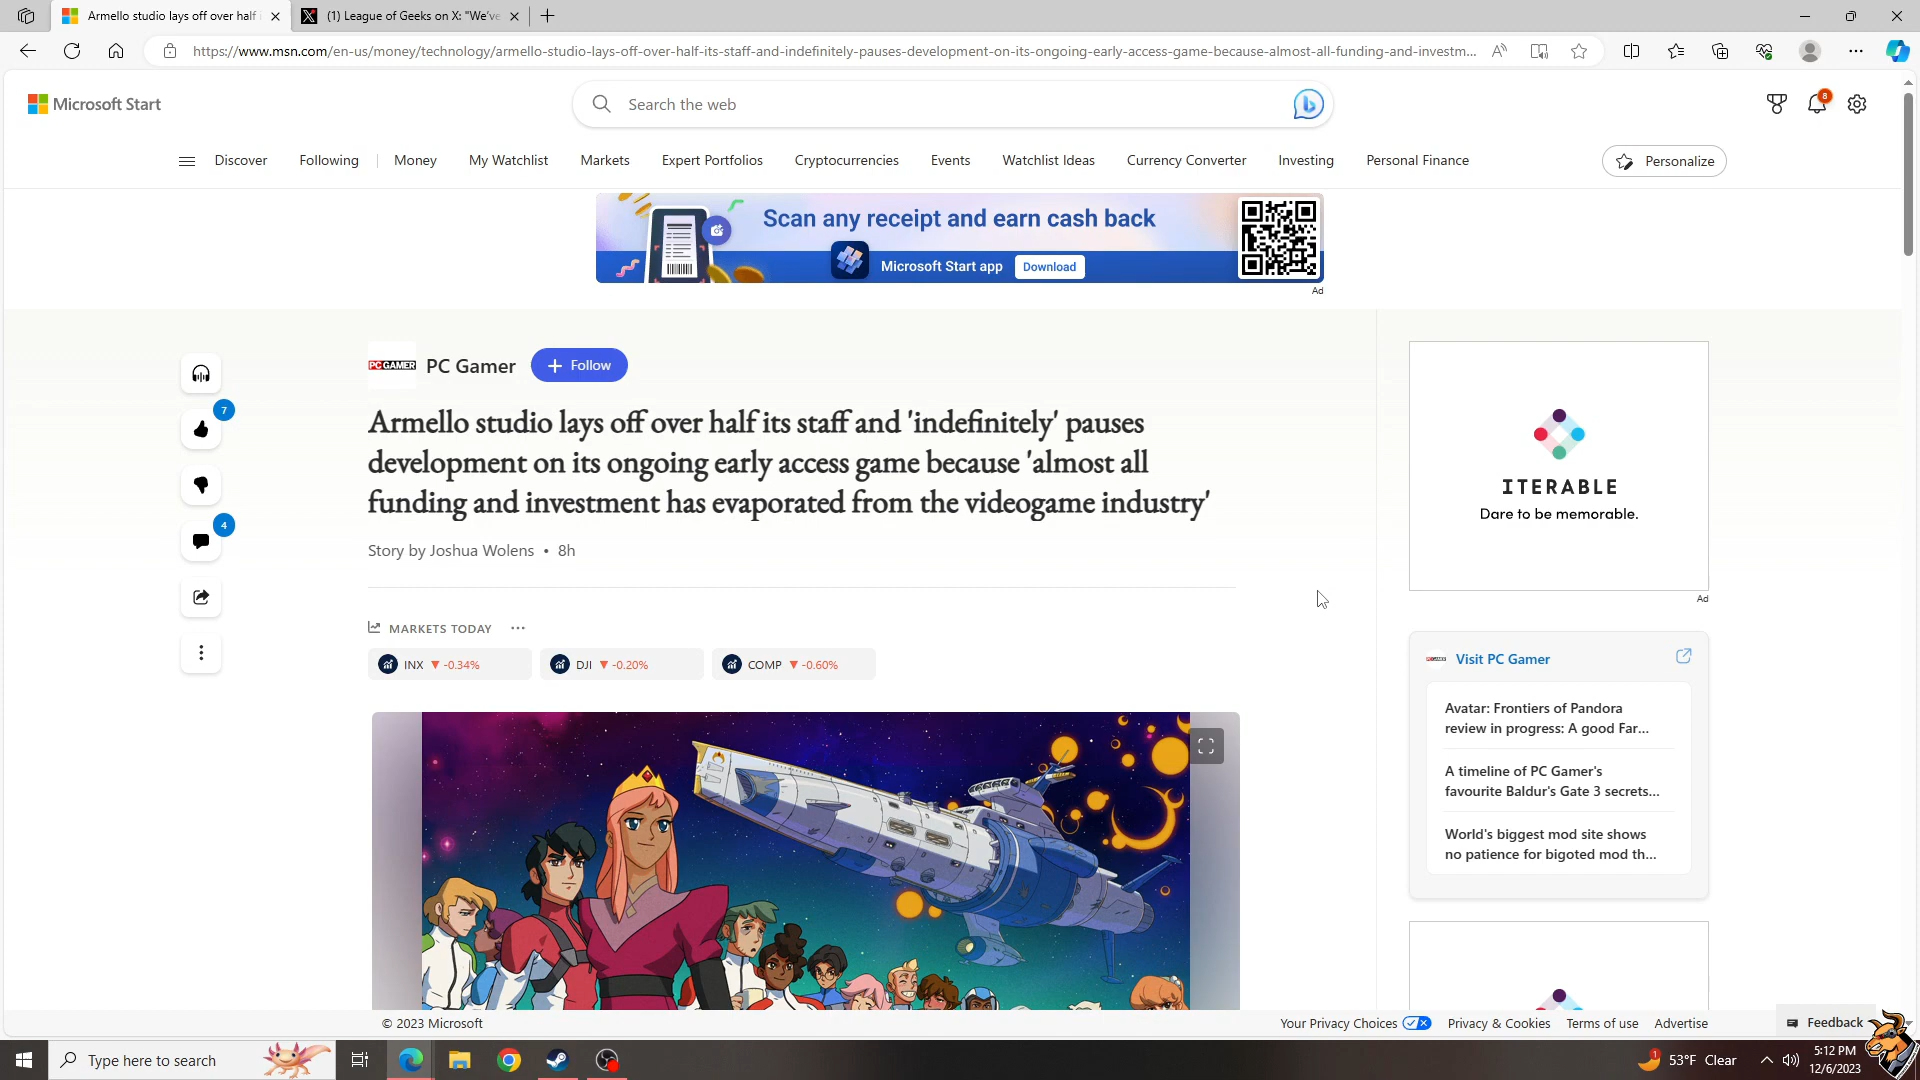 Armello studio lays off over half i
(1) League of Geeks on X: "We've
https://www.msn.com/en-us/money/technology/armello-studio-lays-off-over-half-its-staff-and-indefinitely-pauses-development-on-its-ongoing-early-access-game-because-almost-all-funding-and-investm...
Microsoft Start
Search the web
8
Discover
Following
Money
My Watchlist
Markets
Expert Portfolios
Cryptocurrencies
Events
Watchlist Ideas
Currency Converter
Investing
Personal Finance
Personalize
Scan any receipt and earn cash back
Microsoft Start app
Download
Ad
PC GAMER
PC Gamer
Follow
7
4
Armello studio lays off over half its staff and 'indefinitely' pauses
development on its ongoing early access game because 'almost all
funding and investment has evaporated from the videogame industry'
Story by Joshua Wolens • 8h
MARKETS TODAY
INX ▼ -0.34%
DJI ▼ -0.20%
COMP ▼ -0.60%
ITERABLE
Dare to be memorable.
Ad
Visit PC Gamer
Avatar: Frontiers of Pandora
review in progress: A good Far...
A timeline of PC Gamer's
favourite Baldur's Gate 3 secrets...
World's biggest mod site shows
no patience for bigoted mod th...
© 2023 Microsoft
Your Privacy Choices
Privacy & Cookies
Terms of use
Advertise
Feedback
Type here to search
1
53°F Clear
5:12 PM
12/6/2023